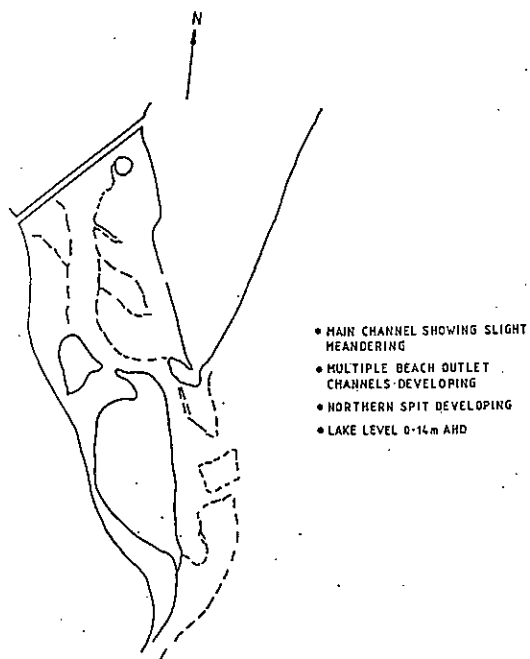 N
• MAIN CHANNEL SHOWING SLIGHT
MEANDERING
• MULTIPLE BEACH OUTLET
CHANNELS DEVELOPING
• NORTHERN SPIT DEVELOPING
• LAKE LEVEL 0·14m AHD